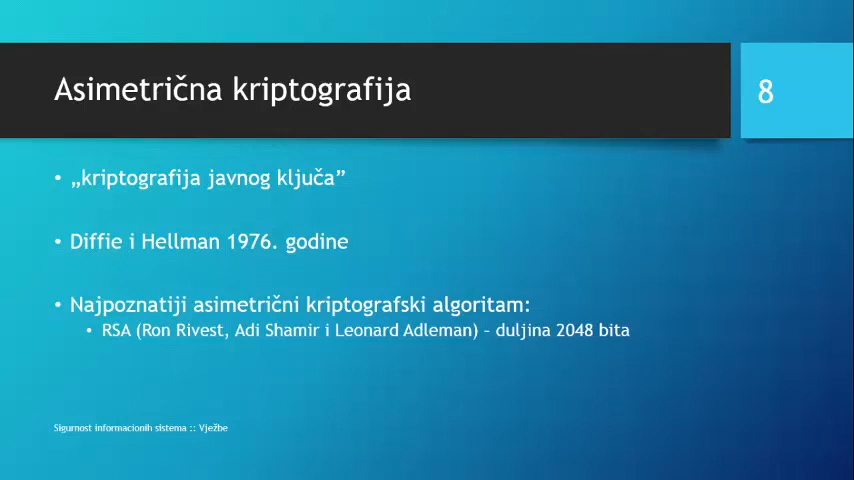 Asimetrična kriptografija
8
• „kriptografija javnog ključa”
• Diffie i Hellman 1976. godine
• Najpoznatiji asimetrični kriptografski algoritam:
• RSA (Ron Rivest, Adi Shamir i Leonard Adleman) – duljina 2048 bita
Sigurnost informacionih sistema :: Vježbe